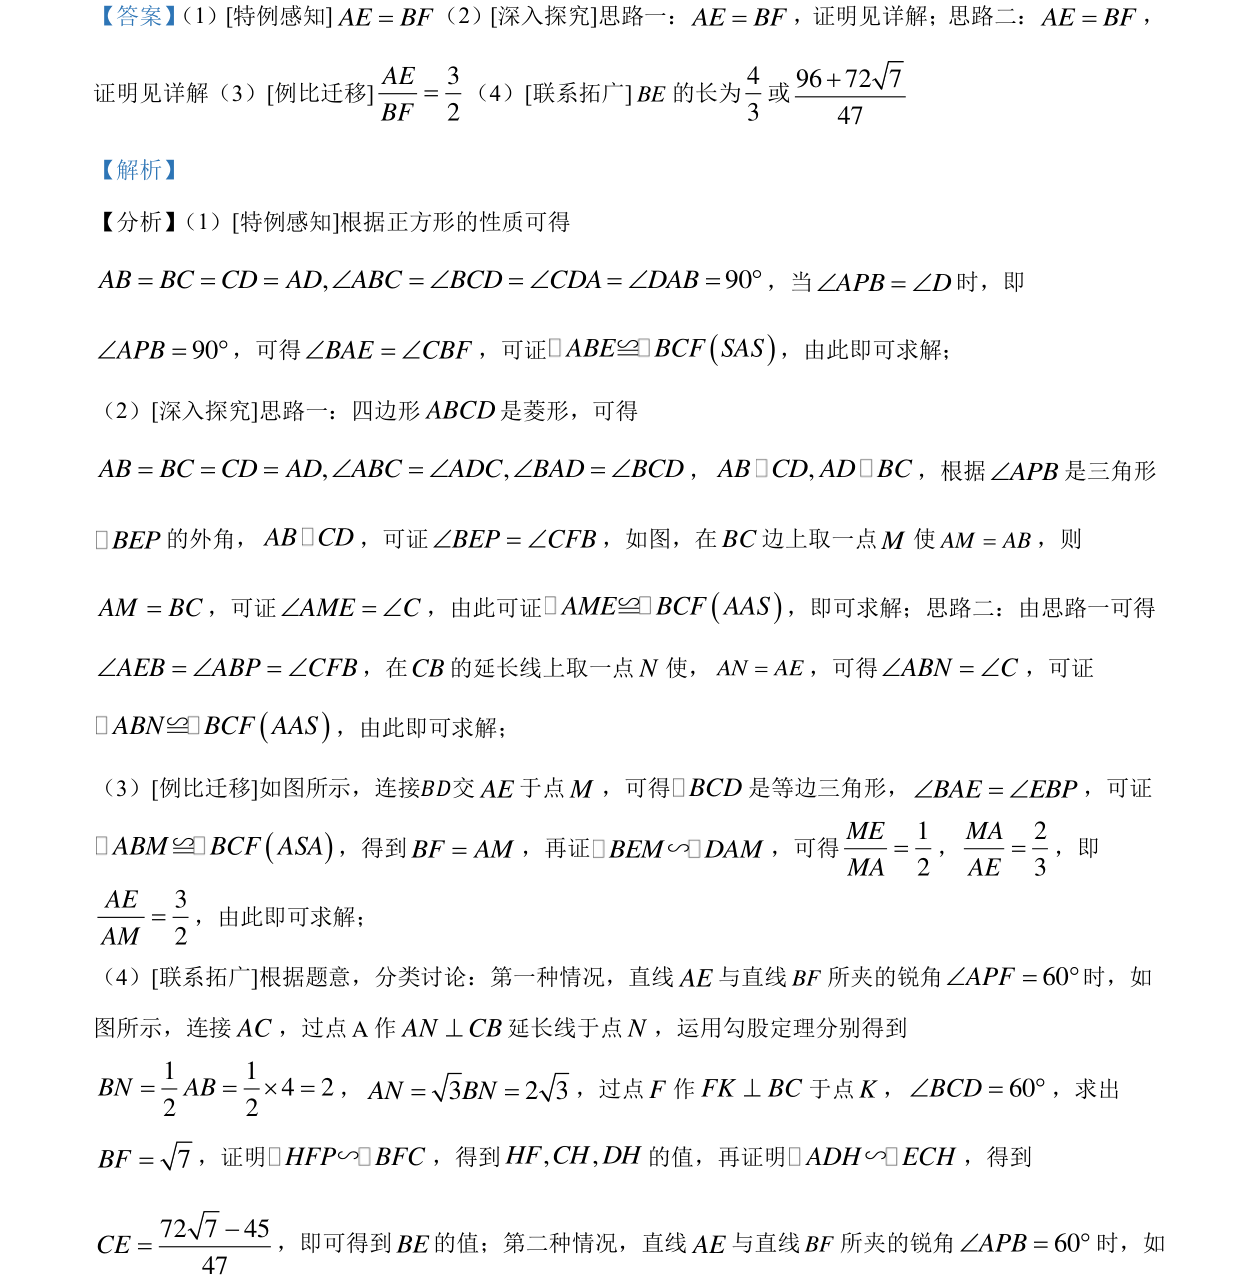 【答案】（1）[特例感知] AE = BF（2）[深入探究]思路一：AE = BF，证明见详解；思路二：AE = BF，
证明见详解（3）[例比迁移] AE/BF = 3/2（4）[联系拓广] BE 的长为 4/3 或 (96+72√7)/47
【解析】
【分析】（1）[特例感知]根据正方形的性质可得
AB = BC = CD = AD, ∠ABC = ∠BCD = ∠CDA = ∠DAB = 90°，当∠APB = ∠D时，即
∠APB = 90°，可得∠BAE = ∠CBF，可证□ABE≌□BCF(SAS)，由此即可求解；
（2）[深入探究]思路一：四边形 ABCD 是菱形，可得
AB = BC = CD = AD, ∠ABC = ∠ADC, ∠BAD = ∠BCD，AB□CD, AD□BC，根据∠APB 是三角形
□BEP 的外角，AB□CD，可证∠BEP = ∠CFB，如图，在 BC 边上取一点 M 使 AM = AB，则
AM = BC，可证∠AME = ∠C，由此可证□AME≌□BCF(AAS)，即可求解；思路二：由思路一可得
∠AEB = ∠ABP = ∠CFB，在 CB 的延长线上取一点 N 使，AN = AE，可得∠ABN = ∠C，可证
□ABN≌□BCF(AAS)，由此即可求解；
（3）[例比迁移]如图所示，连接BD交 AE 于点 M，可得□BCD 是等边三角形，∠BAE = ∠EBP，可证
□ABM≌□BCF(ASA)，得到 BF = AM，再证□BEM∽□DAM，可得 ME/MA = 1/2，MA/AE = 2/3，即
AE/AM = 3/2，由此即可求解；
（4）[联系拓广]根据题意，分类讨论：第一种情况，直线 AE 与直线 BF 所夹的锐角∠APF = 60°时，如
图所示，连接 AC，过点 A 作 AN ⊥ CB 延长线于点 N，运用勾股定理分别得到
BN = 1/2 AB = 1/2 × 4 = 2，AN = √3BN = 2√3，过点 F 作 FK ⊥ BC 于点 K，∠BCD = 60°，求出
BF = √7，证明□HFP∽□BFC，得到 HF, CH, DH 的值，再证明□ADH∽□ECH，得到
CE = (72√7 − 45)/47，即可得到 BE 的值；第二种情况，直线 AE 与直线 BF 所夹的锐角∠APB = 60°时，如